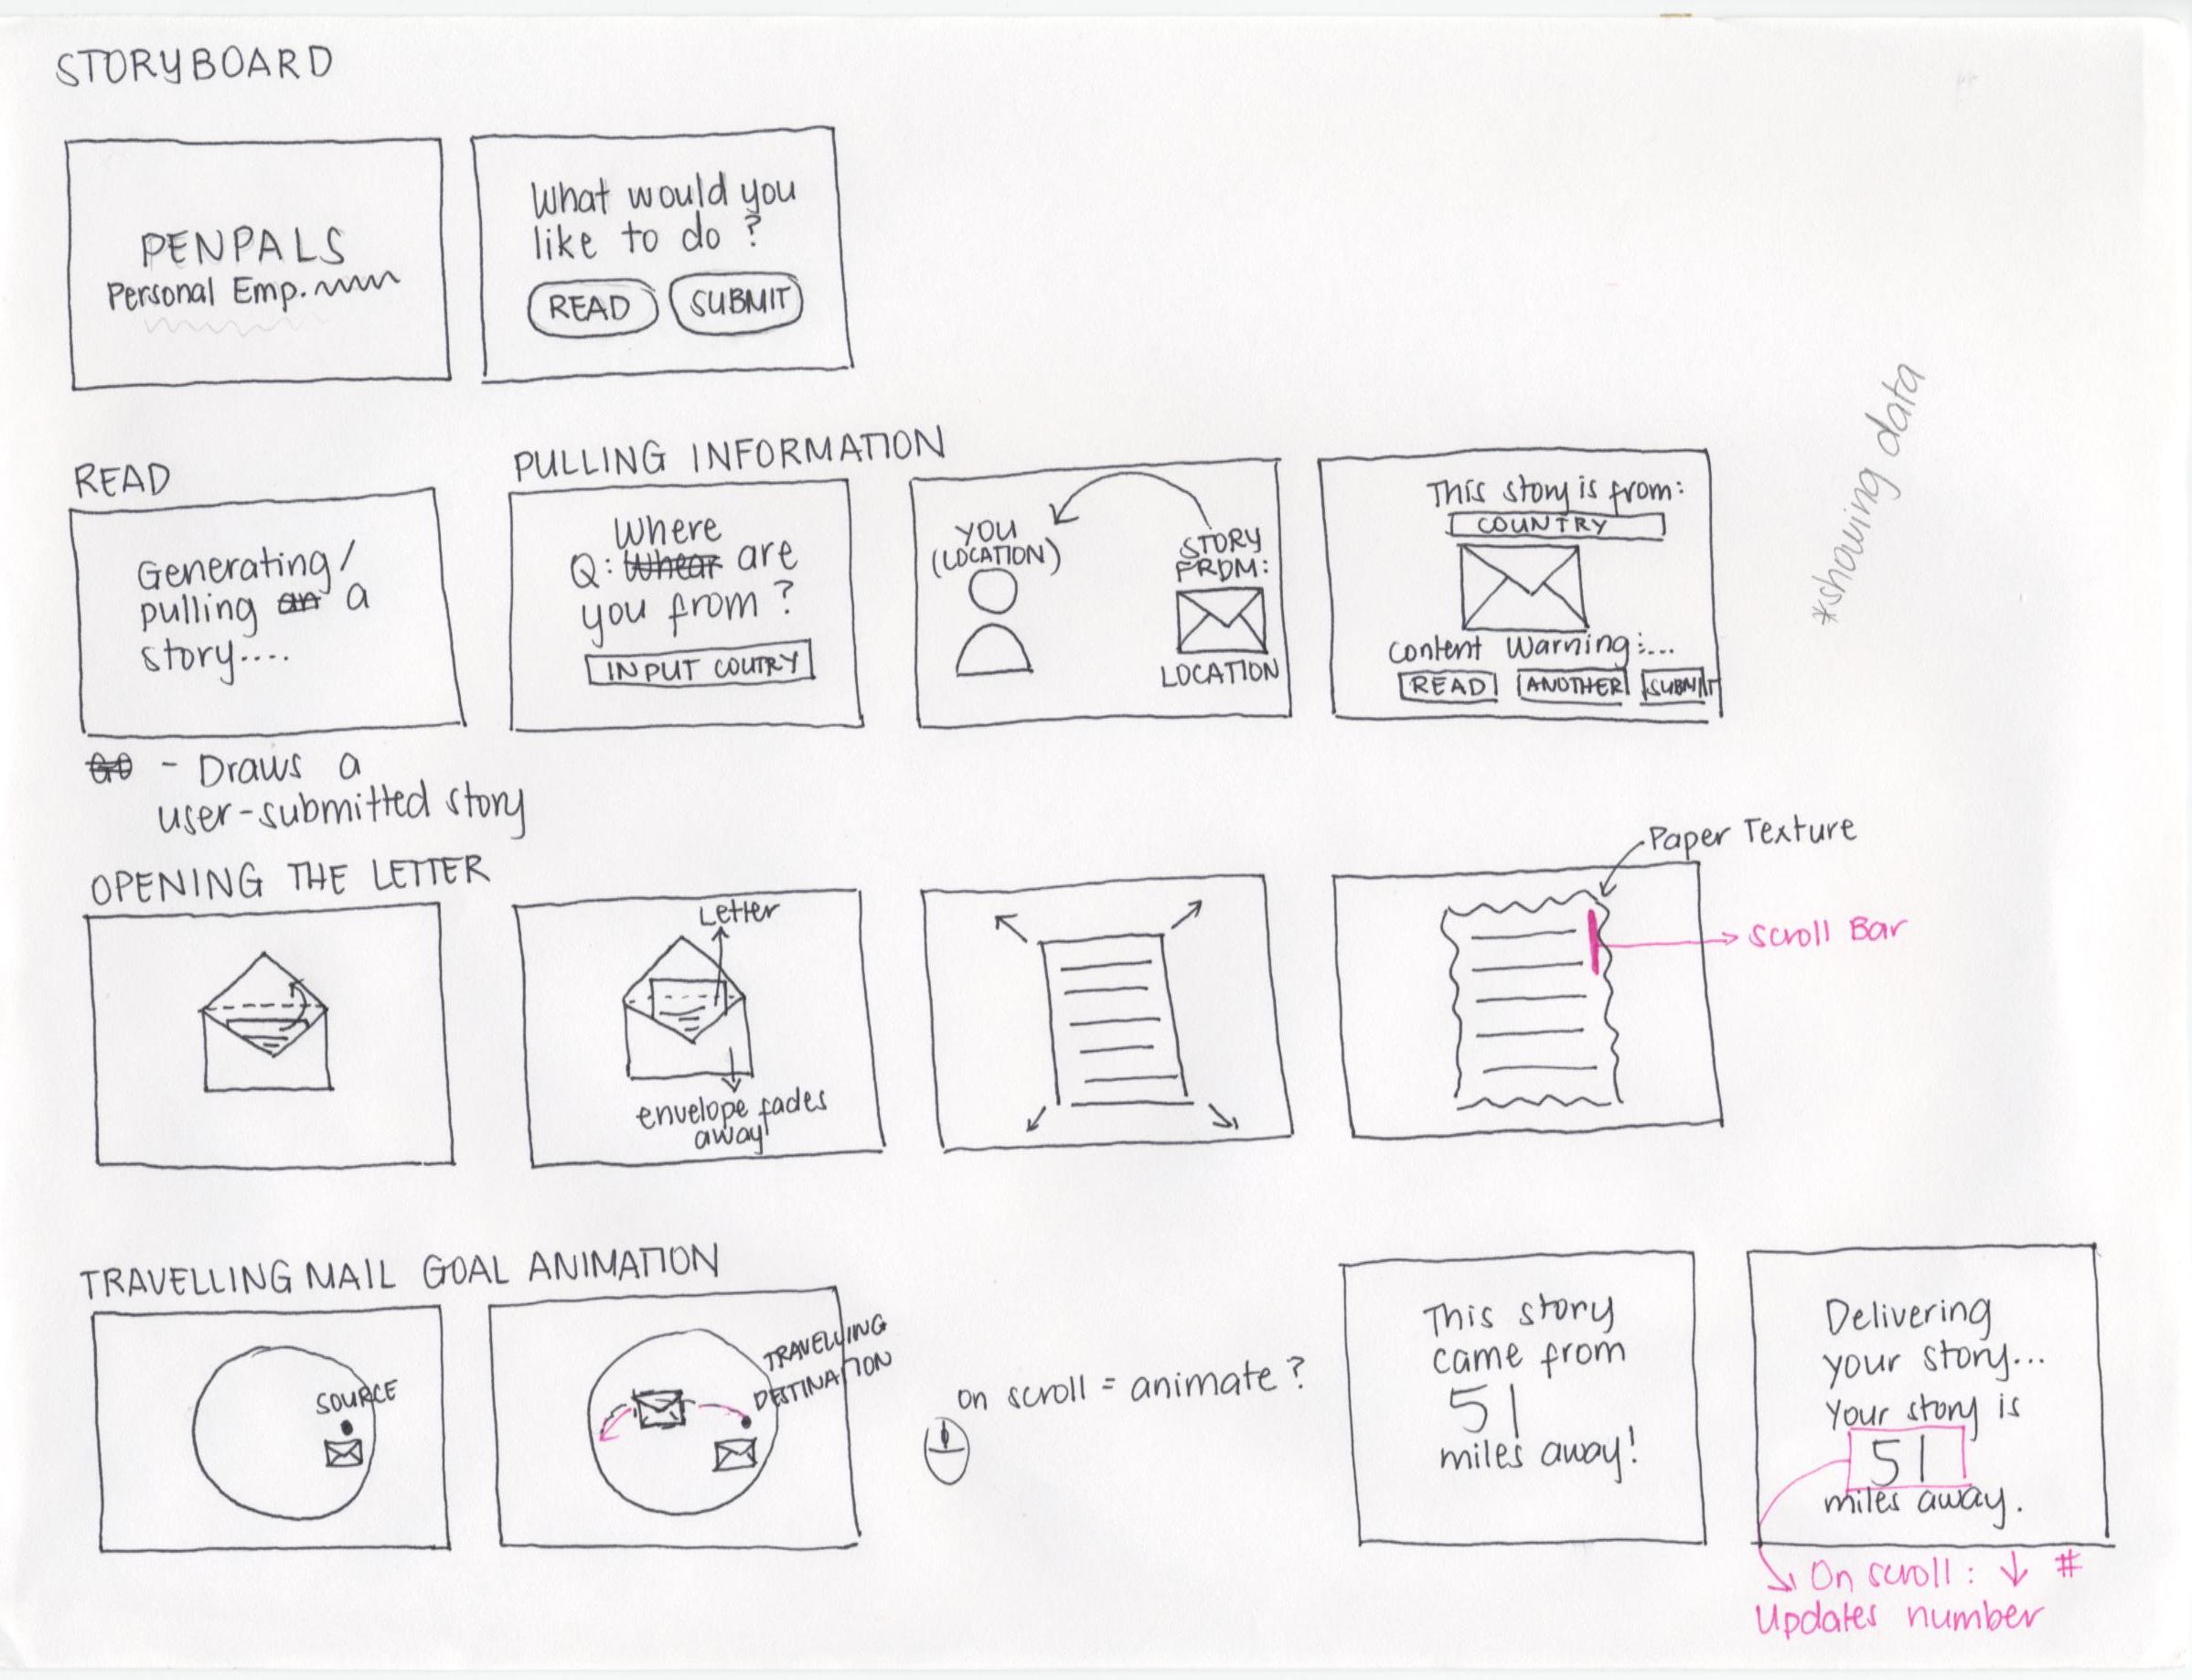 STORYBOARD
PENPALS
Personal Emp.
What would you
like to do ?
READ
SUBMIT
READ
Generating/
pulling an a
story....
- Draws a
user-submitted story
PULLING INFORMATION
Where
Q: Whear are
you from ?
INPUT COUTRY
YOU
(LOCATION)
STORY
FROM:
LOCATION
This story is from:
COUNTRY
Content Warning:...
READ
ANOTHER
SUBMIT
*showing data
OPENING THE LETTER
Letter
envelope fades
away
Paper Texture
Scroll Bar
TRAVELLING MAIL GOAL ANIMATION
SOURCE
TRAVELLING
DESTINATION
on scroll = animate ?
This story
came from
51
miles away!
Delivering
your story...
Your story is
51
miles away.
On scroll: ↓ #
Updates number